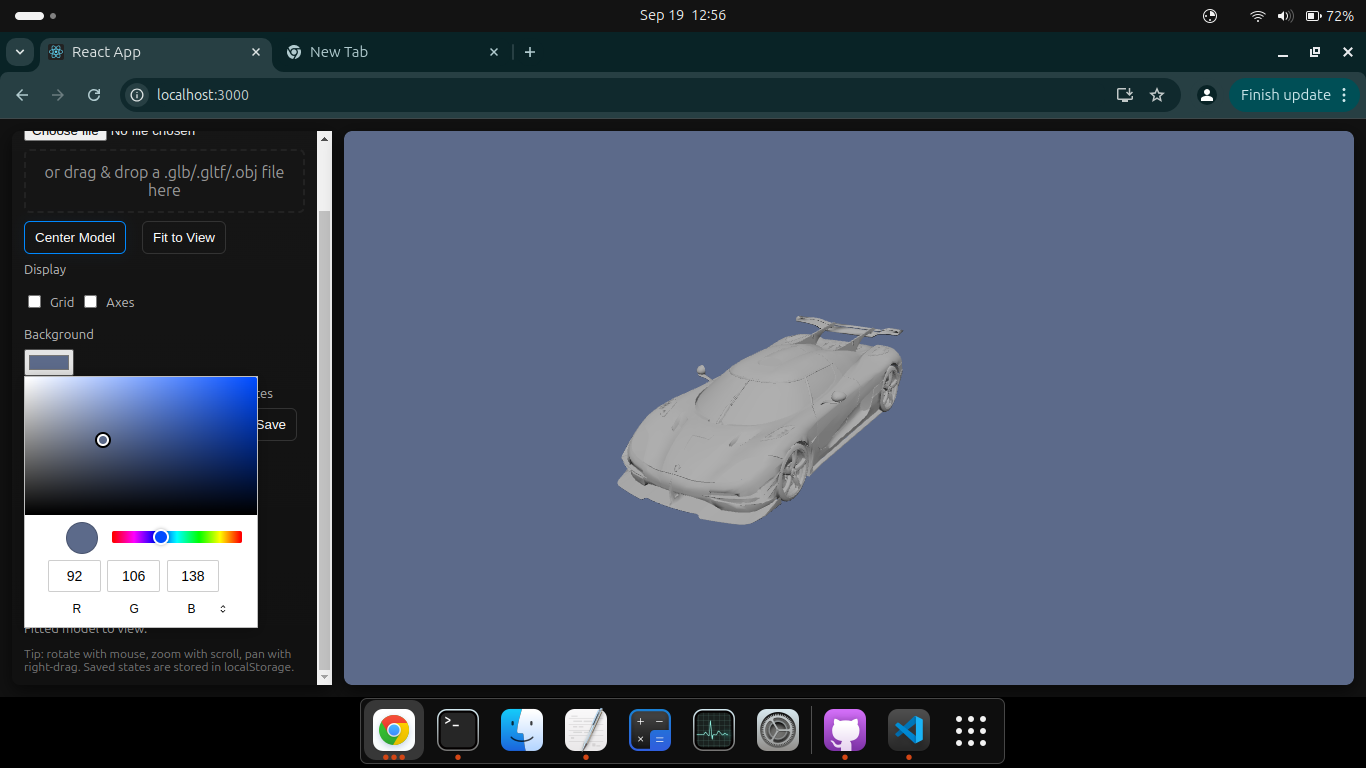 Sep 19 12:56
72%
React App
New Tab
localhost:3000
Finish update
Choose file No file chosen
or drag & drop a .glb/.gltf/.obj file
here
Center Model
Fit to View
Display
Grid
Axes
Background
Save
92
106
138
R
G
B
Fitted model to view.
Tip: rotate with mouse, zoom with scroll, pan with
right-drag. Saved states are stored in localStorage.